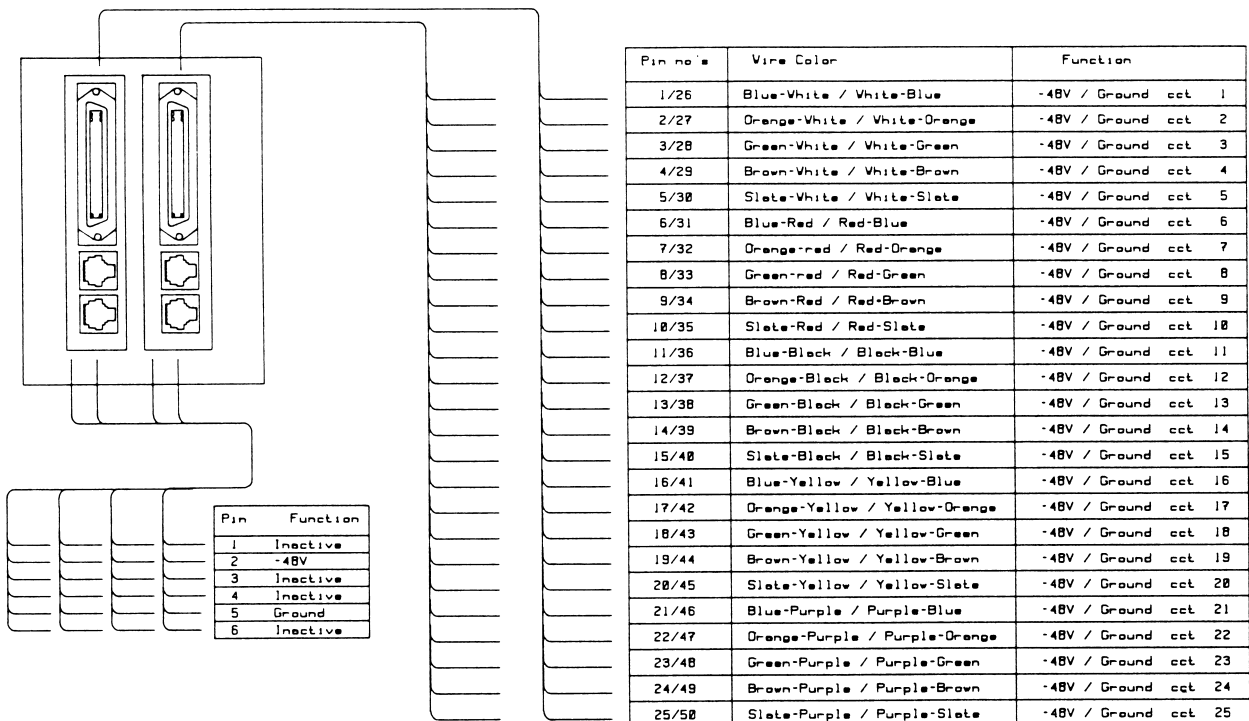 Pin no's Wire Color Function
1/26 Blue-White / White-Blue -48V / Ground cct 1
2/27 Orange-White / White-Orange -48V / Ground cct 2
3/28 Green-White / White-Green -48V / Ground cct 3
4/29 Brown-White / White-Brown -48V / Ground cct 4
5/30 Slate-White / White-Slate -48V / Ground cct 5
6/31 Blue-Red / Red-Blue -48V / Ground cct 6
7/32 Orange-red / Red-Orange -48V / Ground cct 7
8/33 Green-red / Red-Green -48V / Ground cct 8
9/34 Brown-Red / Red-Brown -48V / Ground cct 9
10/35 Slate-Red / Red-Slate -48V / Ground cct 10
11/36 Blue-Black / Black-Blue -48V / Ground cct 11
12/37 Orange-Black / Black-Orange -48V / Ground cct 12
13/38 Green-Black / Black-Green -48V / Ground cct 13
14/39 Brown-Black / Black-Brown -48V / Ground cct 14
15/40 Slate-Black / Black-Slate -48V / Ground cct 15
16/41 Blue-Yellow / Yellow-Blue -48V / Ground cct 16
17/42 Orange-Yellow / Yellow-Orange -48V / Ground cct 17
18/43 Green-Yellow / Yellow-Green -48V / Ground cct 18
19/44 Brown-Yellow / Yellow-Brown -48V / Ground cct 19
20/45 Slate-Yellow / Yellow-Slate -48V / Ground cct 20
21/46 Blue-Purple / Purple-Blue -48V / Ground cct 21
22/47 Orange-Purple / Purple-Orange -48V / Ground cct 22
23/48 Green-Purple / Purple-Green -48V / Ground cct 23
24/49 Brown-Purple / Purple-Brown -48V / Ground cct 24
25/50 Slate-Purple / Purple-Slate -48V / Ground cct 25
Pin Function
1 Inactive
2 -48V
3 Inactive
4 Inactive
5 Ground
6 Inactive